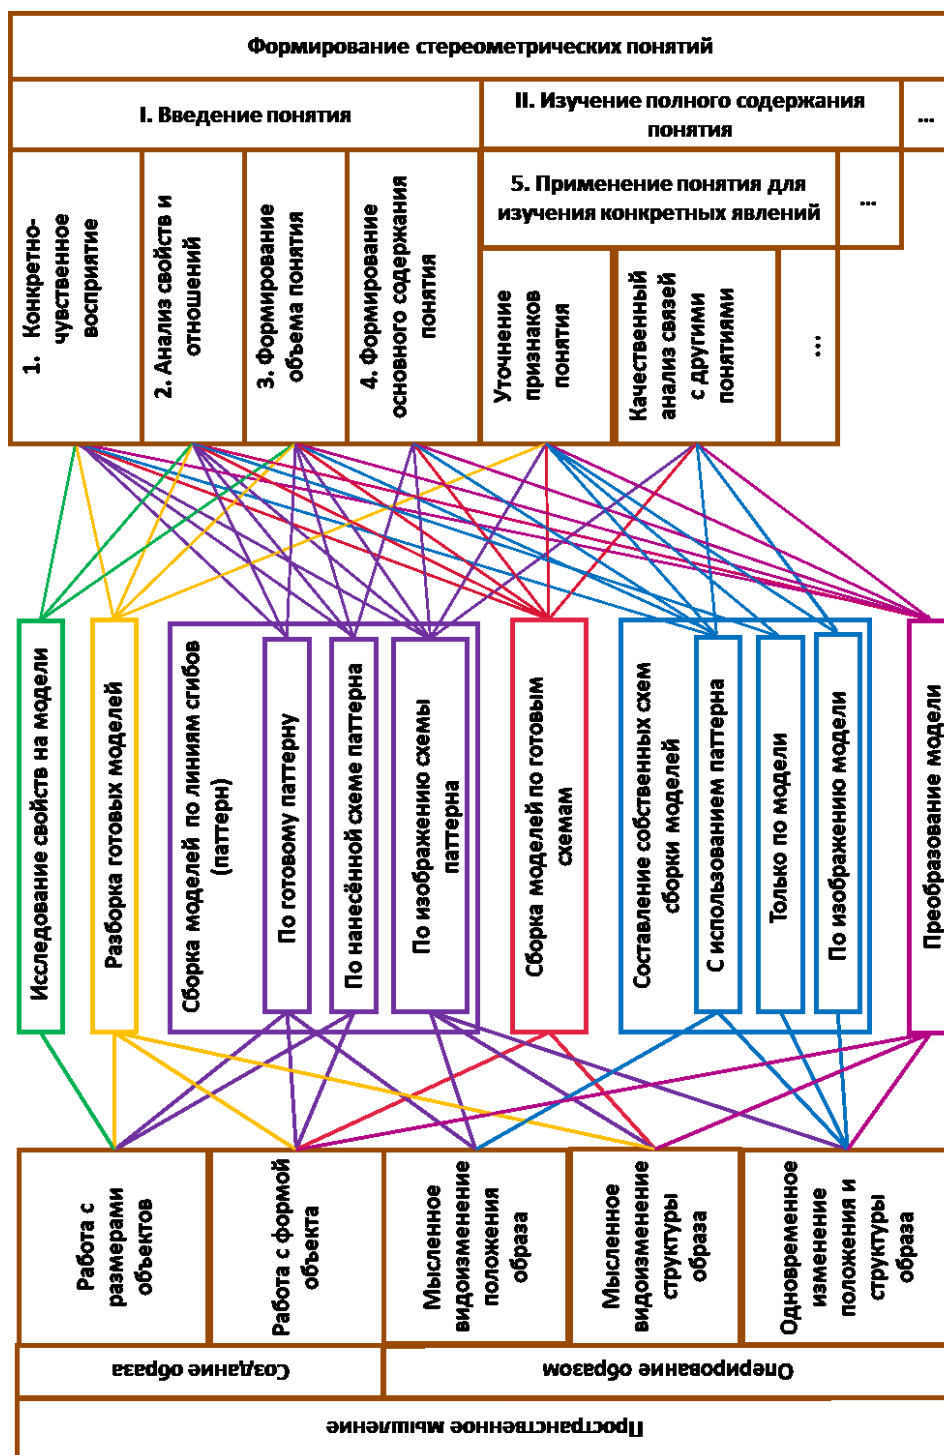 Формирование стереометрических понятий
I. Введение понятия
II. Изучение полного содержания
понятия
...
1. Конкретно-
чувственное
восприятие
2. Анализ свойств и
отношений
3. Формирование
объема понятия
4. Формирование
основного содержания
понятия
5. Применение понятия для
изучения конкретных явлений
...
Уточнение
признаков
понятия
Качественный
анализ связей
с другими
понятиями
...
Исследование свойств на модели
Разборка готовых моделей
Сборка моделей по линиям сгибов
(паттерн)
По готовому паттерну
По нанесённой схеме паттерна
По изображению схемы
паттерна
Сборка моделей по готовым
схемам
Составление собственных схем
сборки моделей
С использованием паттерна
Только по модели
По изображению модели
Преобразование модели
Работа с
размерами
объектов
Работа с формой
объекта
Мысленное
видоизменение
положения
образа
Мысленное
видоизменение
структуры
образа
Одновременное
изменение
положения и
структуры
образа
Создание образа
Оперирование образом
Пространственное мышление